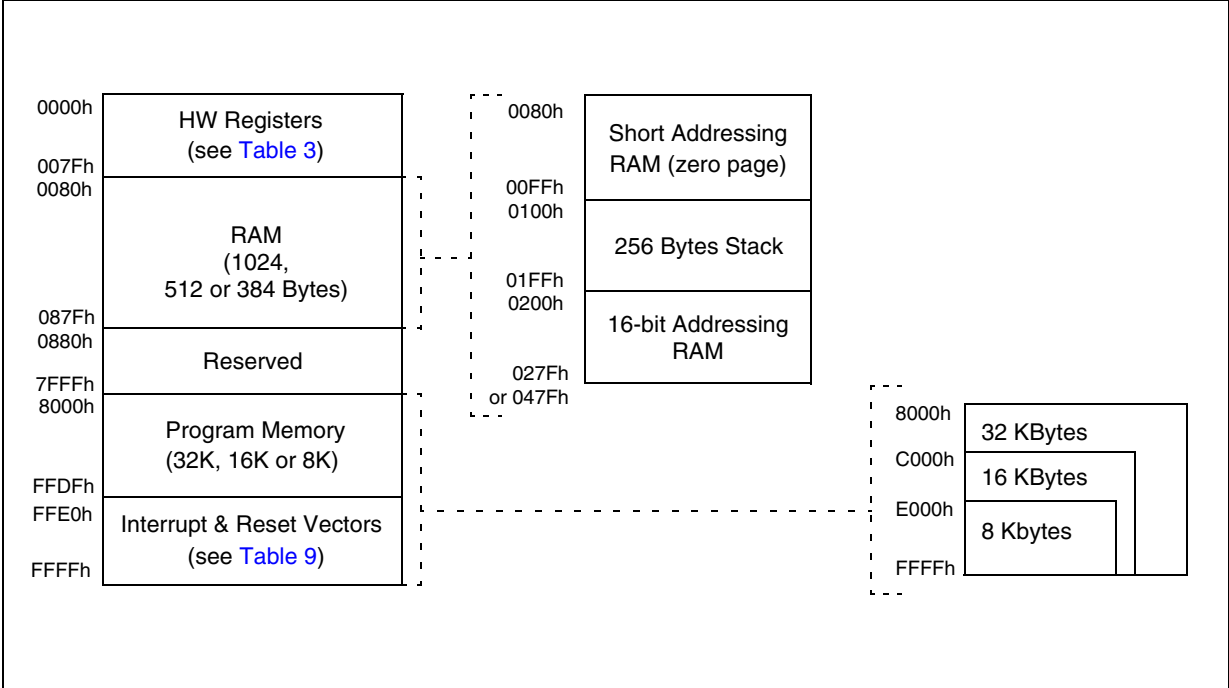 0000h
HW Registers
(see Table 3)
007Fh
0080h
RAM
(1024,
512 or 384 Bytes)
087Fh
0880h
Reserved
7FFFh
8000h
Program Memory
(32K, 16K or 8K)
FFDFh
FFE0h
Interrupt & Reset Vectors
(see Table 9)
FFFFh
0080h
Short Addressing
RAM (zero page)
00FFh
0100h
256 Bytes Stack
01FFh
0200h
16-bit Addressing
RAM
027Fh
or 047Fh
8000h
32 KBytes
C000h
16 KBytes
E000h
8 Kbytes
FFFFh